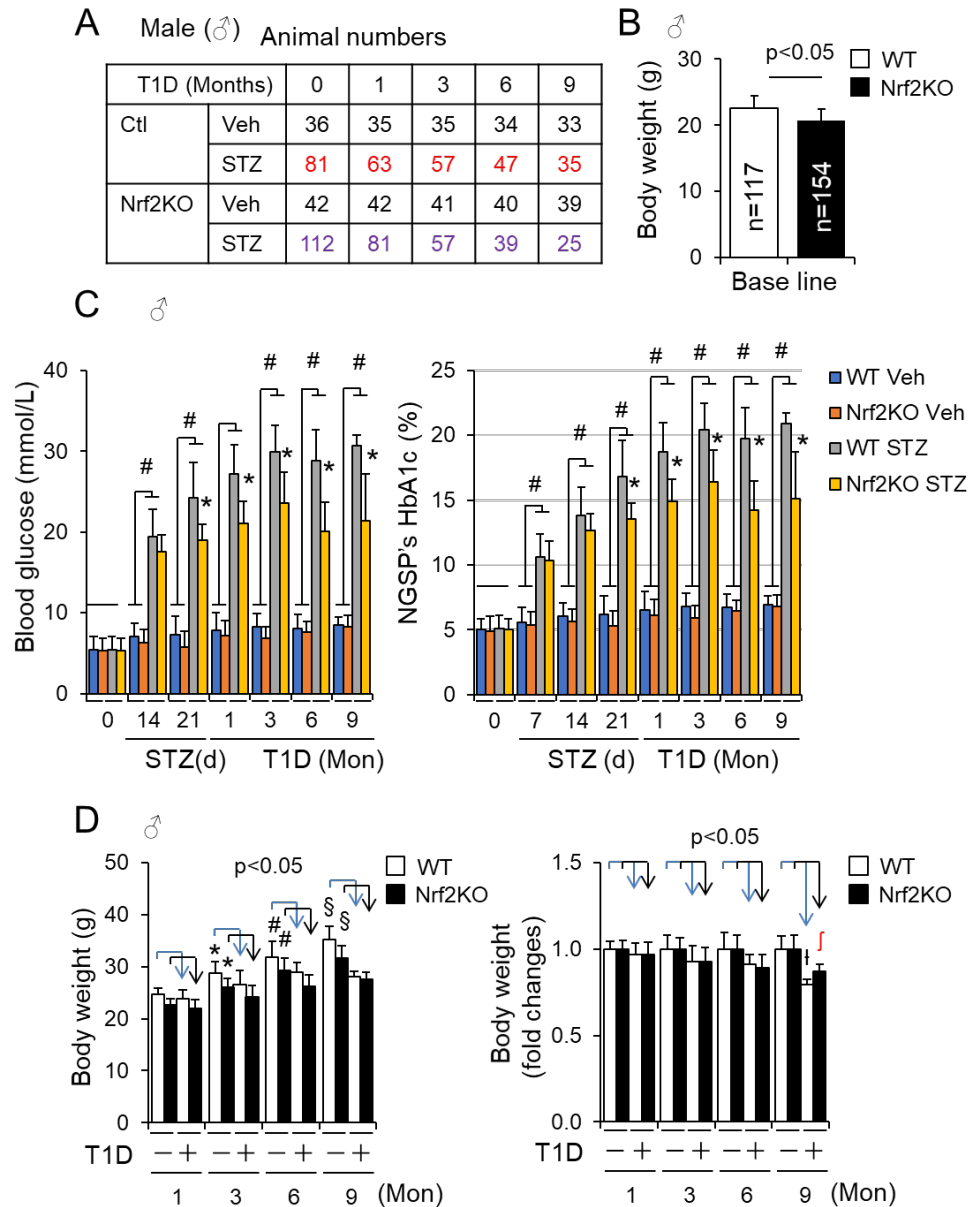 A Male (♂) Animal numbers
T1D (Months) 0 1 3 6 9
Ctl Veh 36 35 35 34 33
STZ 81 63 57 47 35
Nrf2KO Veh 42 42 41 40 39
STZ 112 81 57 39 25
B ♂
p<0.05
WT
Nrf2KO
Body weight (g)
30
20
10
0
n=117
n=154
Base line
C ♂
Blood glucose (mmol/L)
40
30
20
10
0
# # # # #
* * * * *
0 14 21 1 3 6 9
STZ(d) T1D (Mon)
NGSP's HbA1c (%)
25
20
15
10
5
0
# # # # # # #
* * * * *
0 7 14 21 1 3 6 9
STZ (d) T1D (Mon)
WT Veh
Nrf2KO Veh
WT STZ
Nrf2KO STZ
D ♂
Body weight (g)
50
40
30
20
10
0
p<0.05
WT
Nrf2KO
* * # # § §
T1D − + − + − + − +
1 3 6 9 (Mon)
Body weight
(fold changes)
1.5
1.0
0.5
0.0
p<0.05
WT
Nrf2KO
ƚ ʃ
T1D − + − + − + − +
1 3 6 9 (Mon)